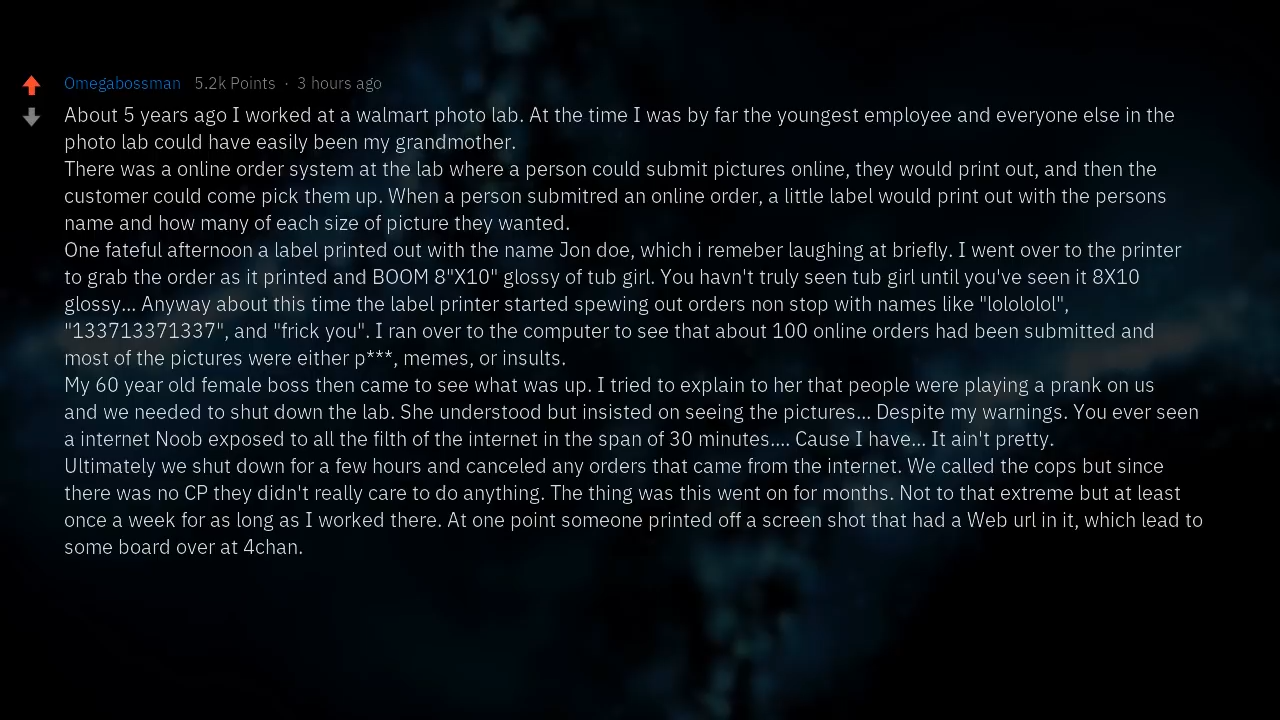 Omegabossman 5.2k Points · 3 hours ago
About 5 years ago I worked at a walmart photo lab. At the time I was by far the youngest employee and everyone else in the
photo lab could have easily been my grandmother.
There was a online order system at the lab where a person could submit pictures online, they would print out, and then the
customer could come pick them up. When a person submitred an online order, a little label would print out with the persons
name and how many of each size of picture they wanted.
One fateful afternoon a label printed out with the name Jon doe, which i remeber laughing at briefly. I went over to the printer
to grab the order as it printed and BOOM 8"X10" glossy of tub girl. You havn't truly seen tub girl until you've seen it 8X10
glossy... Anyway about this time the label printer started spewing out orders non stop with names like "lolololol",
"133713371337", and "frick you". I ran over to the computer to see that about 100 online orders had been submitted and
most of the pictures were either p***, memes, or insults.
My 60 year old female boss then came to see what was up. I tried to explain to her that people were playing a prank on us
and we needed to shut down the lab. She understood but insisted on seeing the pictures... Despite my warnings. You ever seen
a internet Noob exposed to all the filth of the internet in the span of 30 minutes.... Cause I have... It ain't pretty.
Ultimately we shut down for a few hours and canceled any orders that came from the internet. We called the cops but since
there was no CP they didn't really care to do anything. The thing was this went on for months. Not to that extreme but at least
once a week for as long as I worked there. At one point someone printed off a screen shot that had a Web url in it, which lead to
some board over at 4chan.